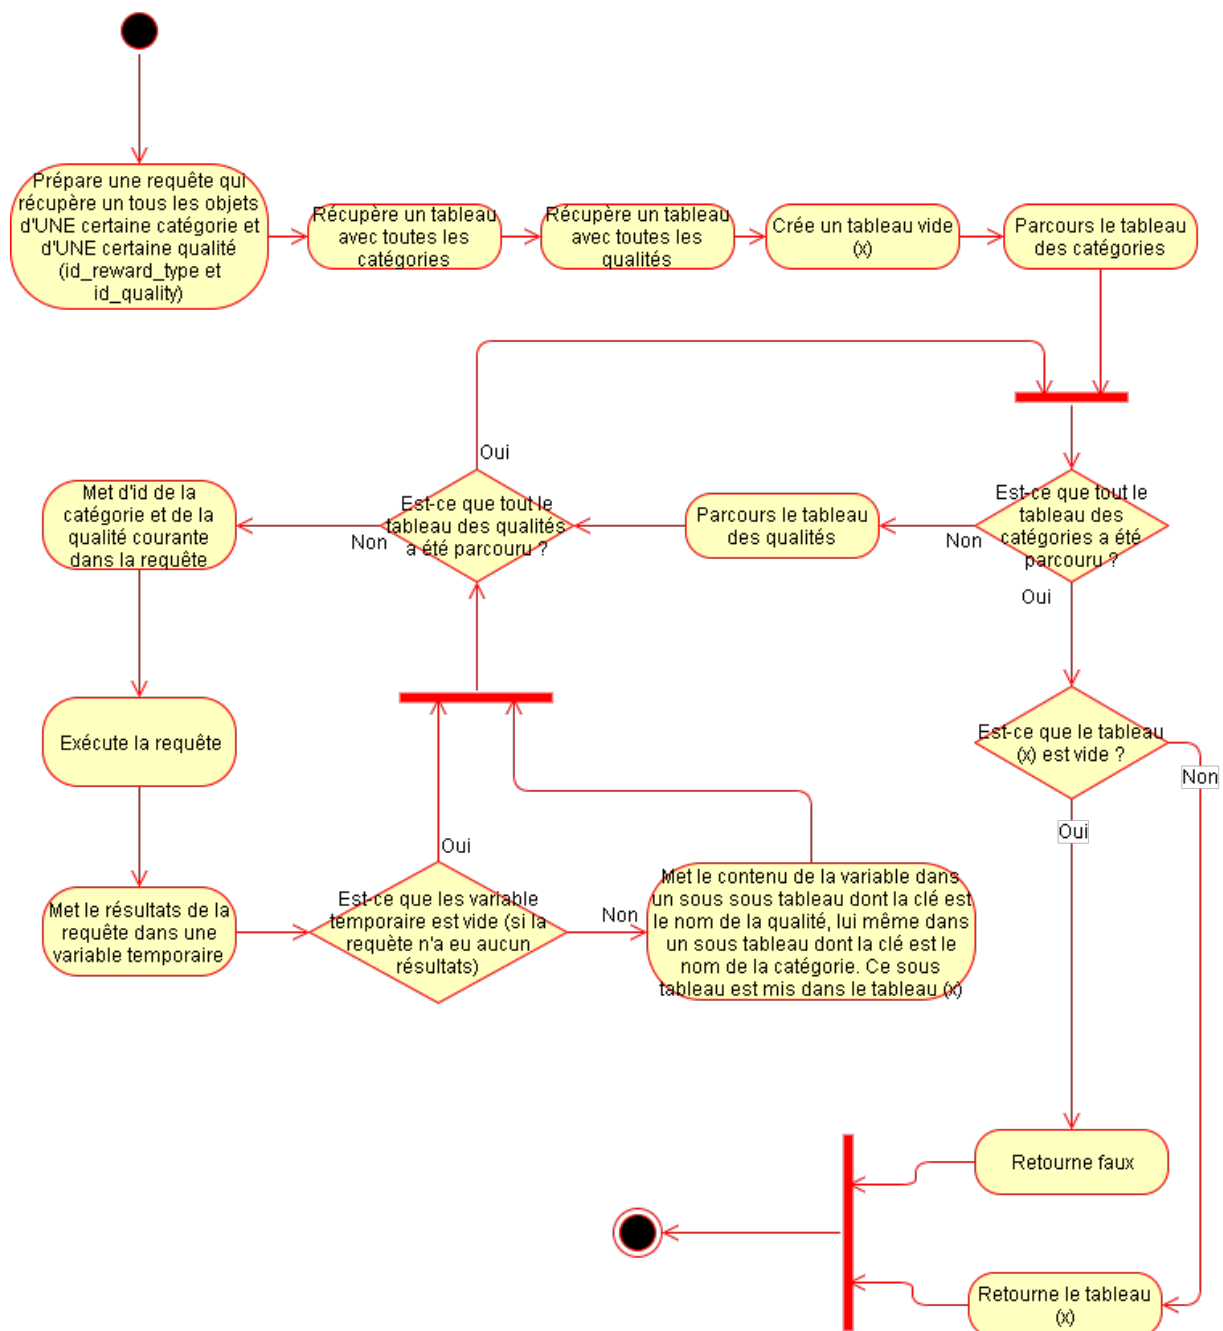 Prépare une requête qui
récupère un tous les objets
d'UNE certaine catégorie et
d'UNE certaine qualité
(id_reward_type et
id_quality)
Récupère un tableau
avec toutes les
catégories
Récupère un tableau
avec toutes les
qualités
Crée un tableau vide
(x)
Parcours le tableau
des catégories
Oui
Met d'id de la
catégorie et de la
qualité courante
dans la requête
Non
Est-ce que tout le
tableau des qualités
a été parcouru ?
Parcours le tableau
des qualités
Non
Est-ce que tout le
tableau des
catégories a été
parcouru ?
Oui
Exécute la requête
Est-ce que le tableau
(x) est vide ?
Non
Oui
Oui
Met le résultats de la
requête dans une
variable temporaire
Est-ce que les variable
temporaire est vide (si la
requète n'a eu aucun
résultats)
Non
Met le contenu de la variable dans
un sous sous tableau dont la clé est
le nom de la qualité, lui même dans
un sous tableau dont la clé est le
nom de la catégorie. Ce sous
tableau est mis dans le tableau (x)
Retourne faux
Retourne le tableau
(x)